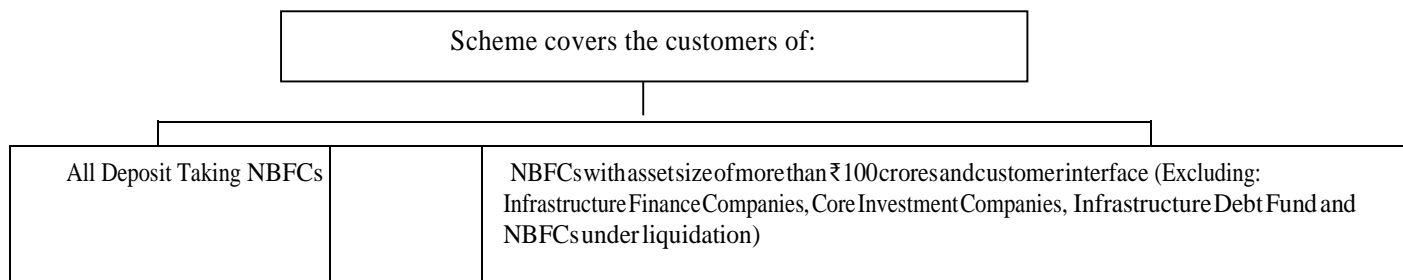 Scheme covers the customers of:
All Deposit Taking NBFCs
NBFCs with asset size of more than ₹ 100 crores and customer interface (Excluding:
Infrastructure Finance Companies, Core Investment Companies, Infrastructure Debt Fund and
NBFCs under liquidation)